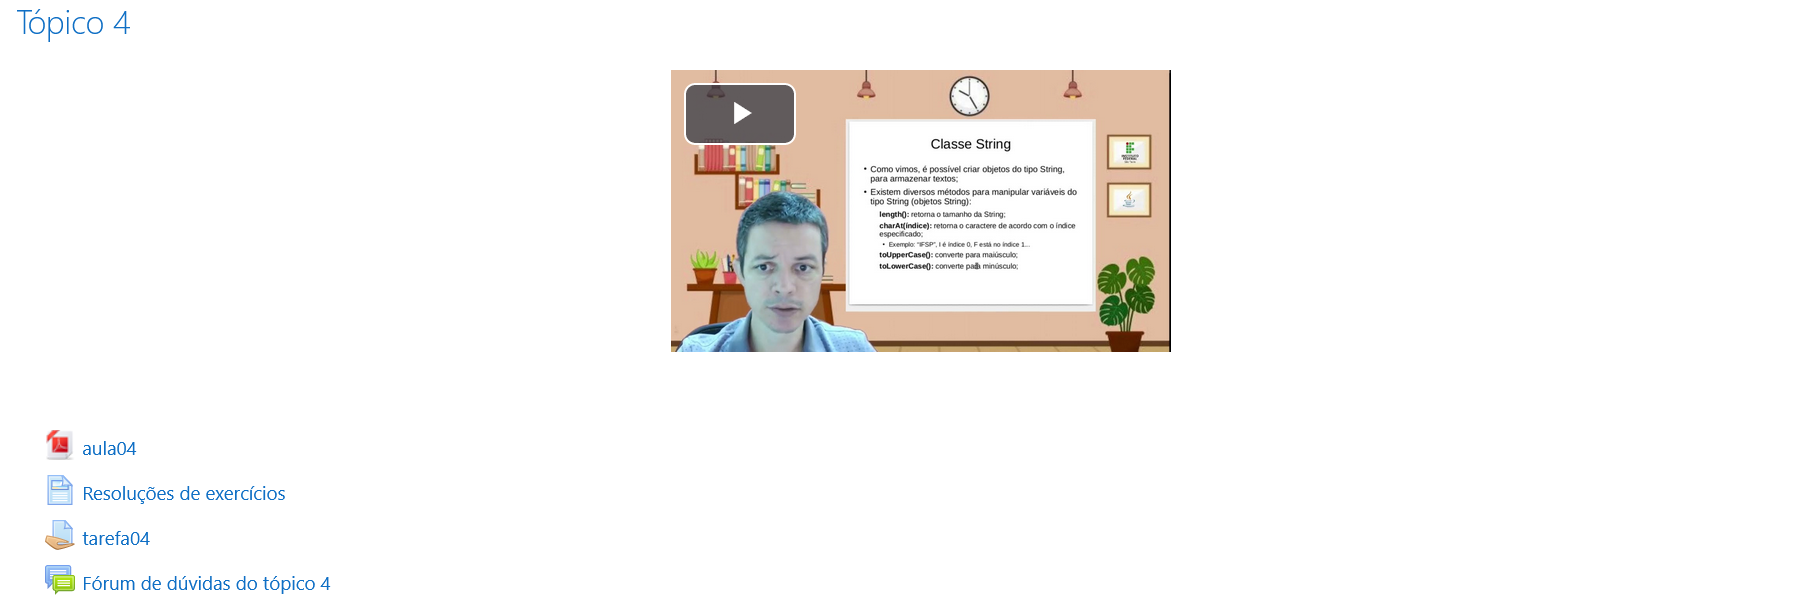 Tópico 4
Classe String
• Como vimos, é possível criar objetos do tipo String,
para armazenar textos;
• Existem diversos métodos para manipular variáveis do
tipo String (objetos String):
length(): retorna o tamanho da String;
charAt(índice): retorna o caractere de acordo com o índice
especificado;
• Exemplo: "IFSP", I é índice 0, F está no índice 1...
toUpperCase(): converte para maiúsculo;
toLowerCase(): converte para minúsculo;
INSTITUTO
FEDERAL
aula04
Resoluções de exercícios
tarefa04
Fórum de dúvidas do tópico 4